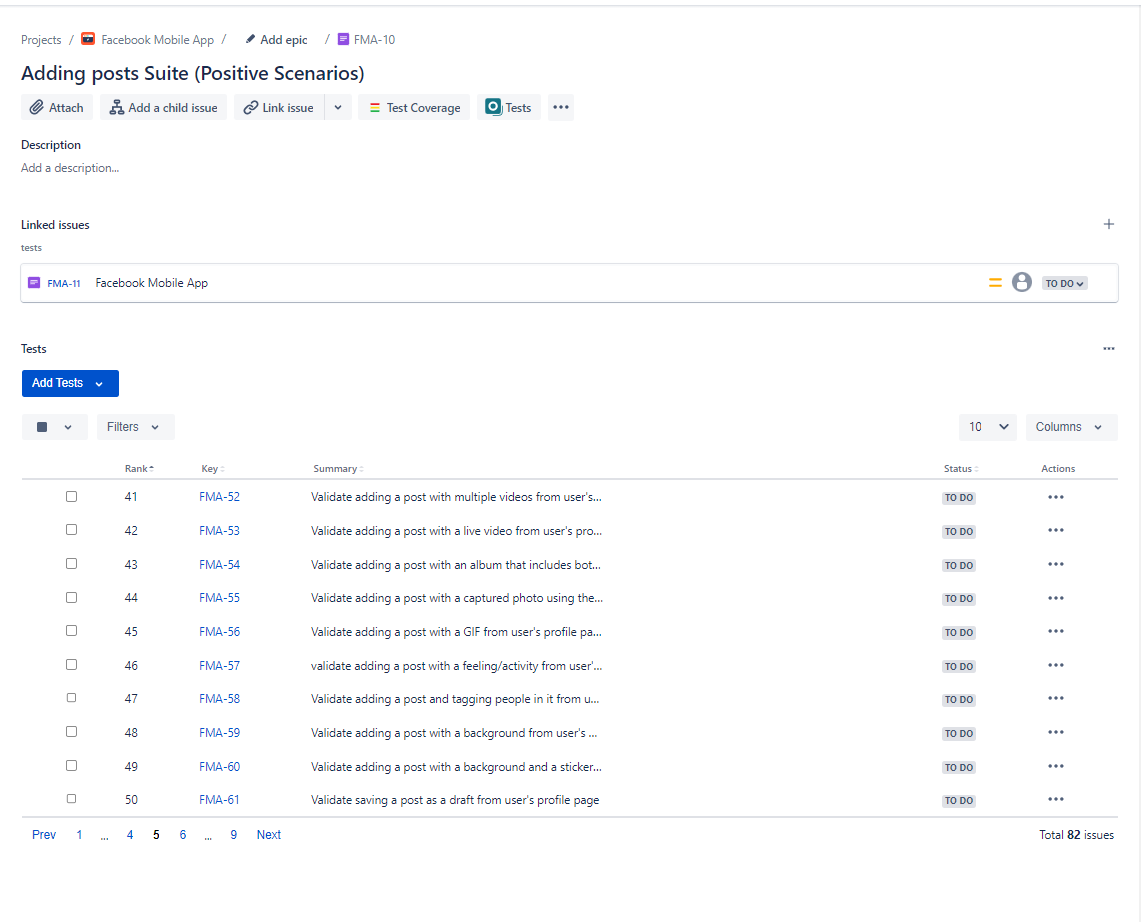 Projects / Facebook Mobile App / Add epic / FMA-10
Adding posts Suite (Positive Scenarios)
Attach Add a child issue Link issue Test Coverage Tests •••
Description
Add a description...
Linked issues
tests
FMA-11 Facebook Mobile App TO DO
Tests
Add Tests
Filters 10 Columns
Rank Key Summary Status Actions
41 FMA-52 Validate adding a post with multiple videos from user's... TO DO
42 FMA-53 Validate adding a post with a live video from user's pro... TO DO
43 FMA-54 Validate adding a post with an album that includes bot... TO DO
44 FMA-55 Validate adding a post with a captured photo using the... TO DO
45 FMA-56 Validate adding a post with a GIF from user's profile pa... TO DO
46 FMA-57 validate adding a post with a feeling/activity from user'... TO DO
47 FMA-58 Validate adding a post and tagging people in it from u... TO DO
48 FMA-59 Validate adding a post with a background from user's ... TO DO
49 FMA-60 Validate adding a post with a background and a sticker... TO DO
50 FMA-61 Validate saving a post as a draft from user's profile page TO DO
Prev 1 ... 4 5 6 ... 9 Next Total 82 issues